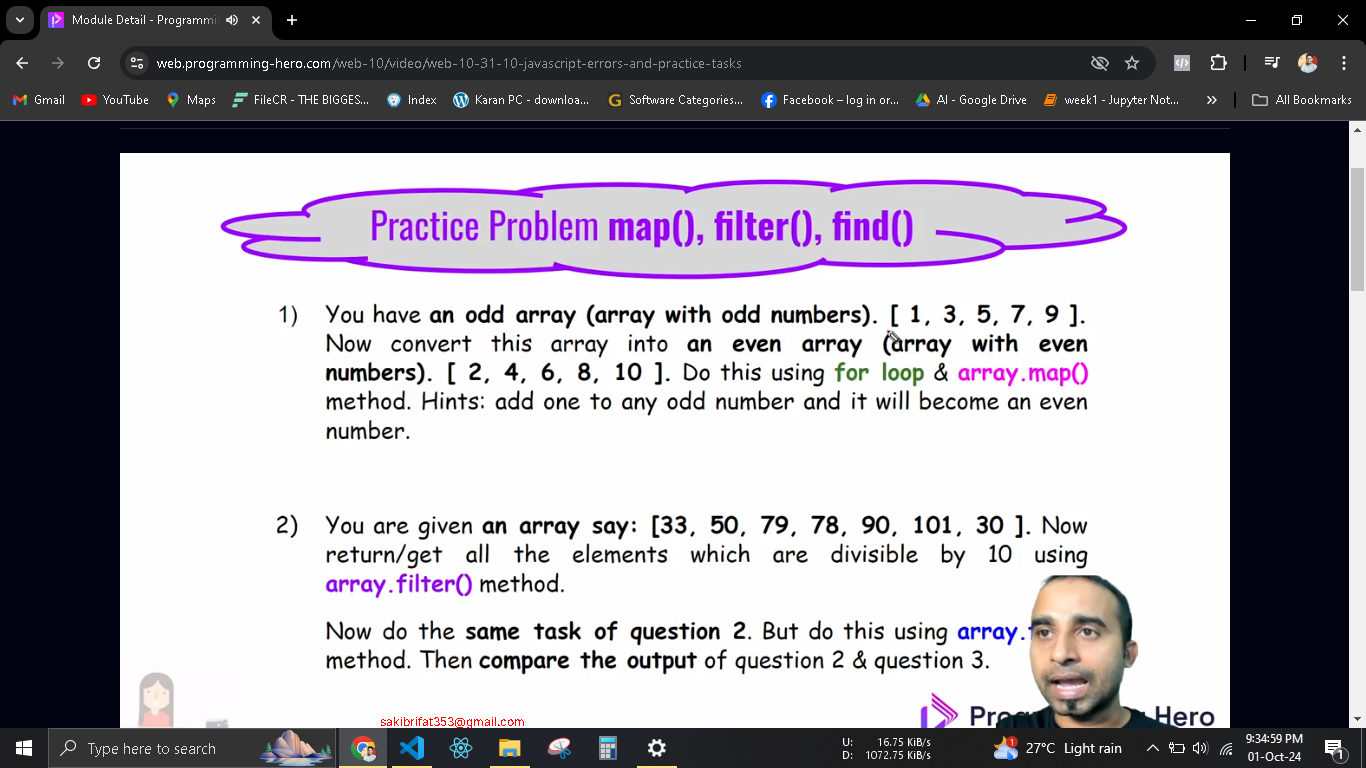 Module Detail - Programmi
web.programming-hero.com/web-10/video/web-10-31-10-javascript-errors-and-practice-tasks
Gmail YouTube Maps FileCR - THE BIGGES... Index Karan PC - downloa... Software Categories... Facebook – log in or... AI - Google Drive week1 - Jupyter Not... » All Bookmarks
Practice Problem map(), filter(), find()
1) You have an odd array (array with odd numbers). [ 1, 3, 5, 7, 9 ].
Now convert this array into an even array (array with even
numbers). [ 2, 4, 6, 8, 10 ]. Do this using for loop & array.map()
method. Hints: add one to any odd number and it will become an even
number.
2) You are given an array say: [33, 50, 79, 78, 90, 101, 30 ]. Now
return/get all the elements which are divisible by 10 using
array.filter() method.
Now do the same task of question 2. But do this using array.
method. Then compare the output of question 2 & question 3.
sakibrifat353@gmail.com
Programming Hero
Type here to search
U: 16.75 KiB/s
D: 1072.75 KiB/s
27°C Light rain
9:34:59 PM
01-Oct-24
1